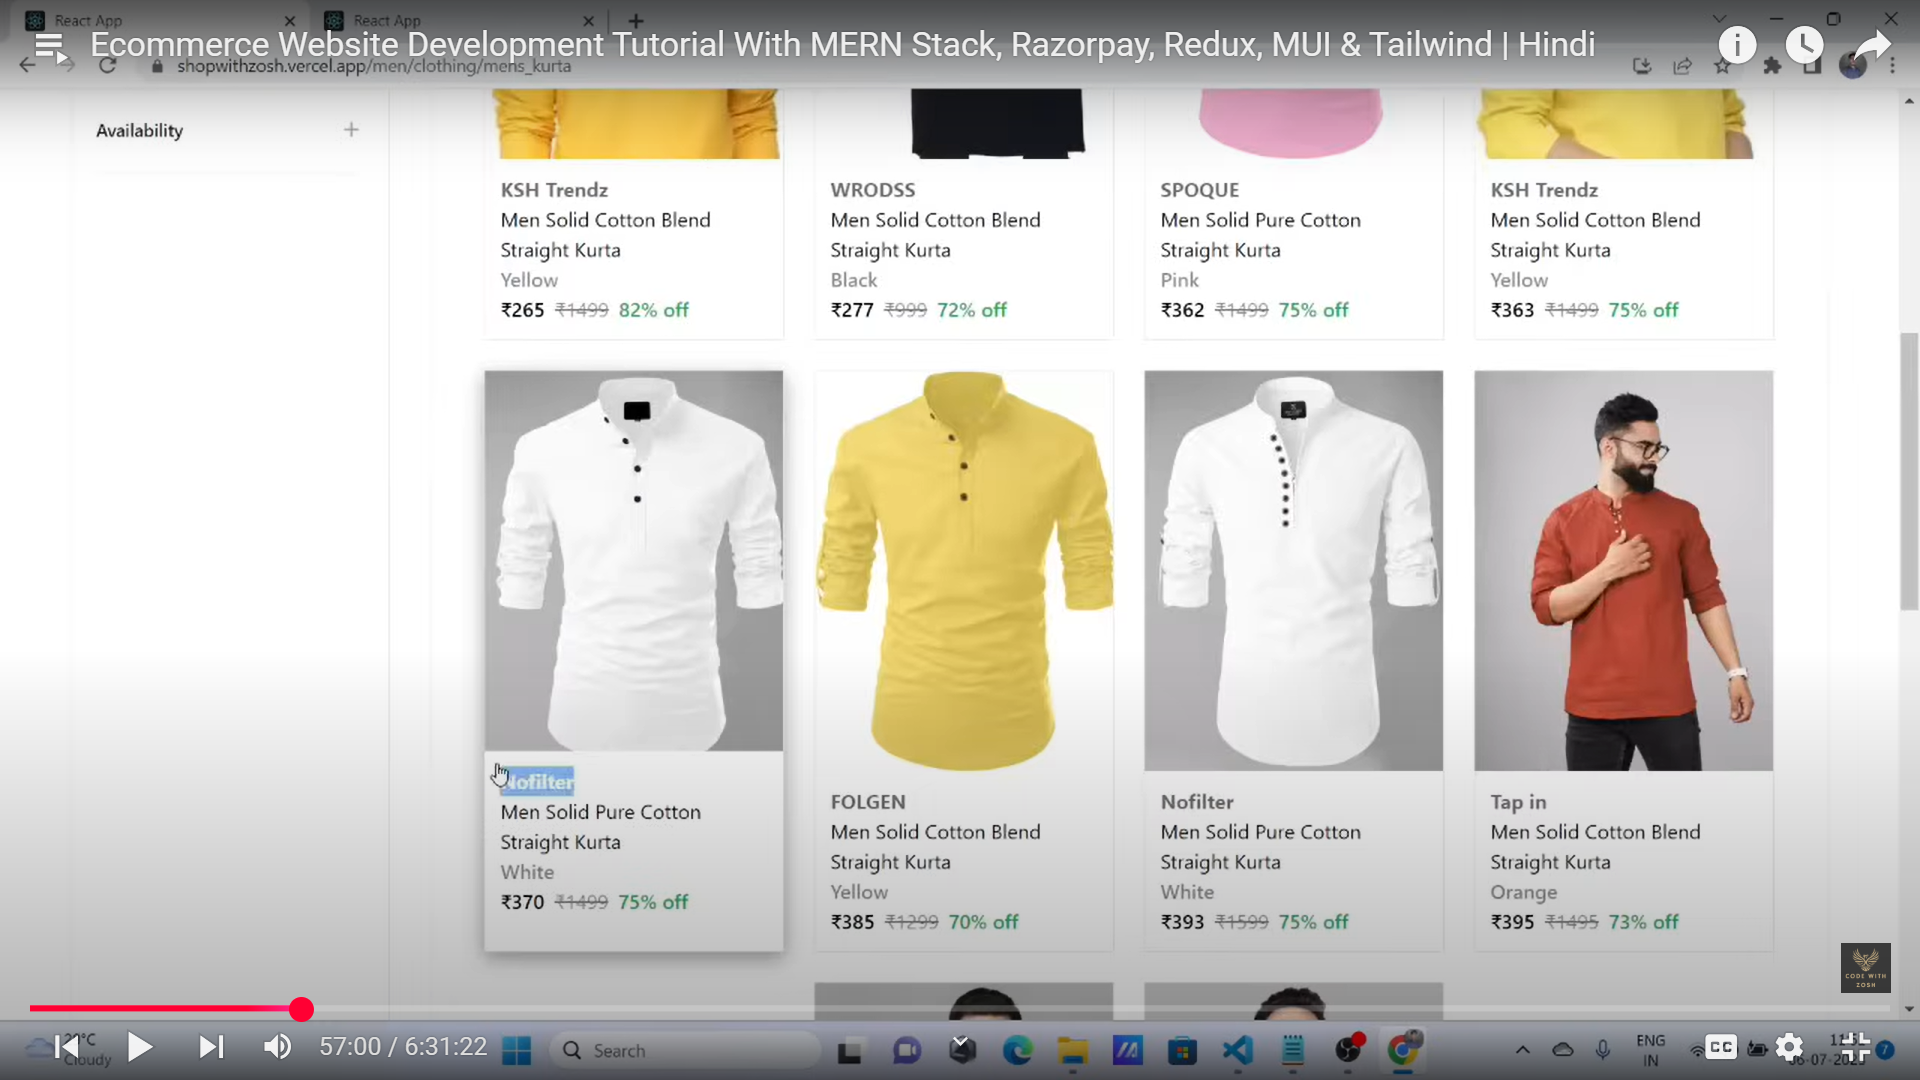 React App
React App
Ecommerce Website Development Tutorial With MERN Stack, Razorpay, Redux, MUI & Tailwind | Hindi
shopwithzosh.vercel.app/men/clothing/mens_kurta
Availability
KSH Trendz
Men Solid Cotton Blend
Straight Kurta
Yellow
₹265 ₹1499 82% off
WRODSS
Men Solid Cotton Blend
Straight Kurta
Black
₹277 ₹999 72% off
SPOQUE
Men Solid Pure Cotton
Straight Kurta
Pink
₹362 ₹1499 75% off
KSH Trendz
Men Solid Cotton Blend
Straight Kurta
Yellow
₹363 ₹1499 75% off
Nofilter
Men Solid Pure Cotton
Straight Kurta
White
₹370 ₹1499 75% off
FOLGEN
Men Solid Cotton Blend
Straight Kurta
Yellow
₹385 ₹1299 70% off
Nofilter
Men Solid Pure Cotton
Straight Kurta
White
₹393 ₹1599 75% off
Tap in
Men Solid Cotton Blend
Straight Kurta
Orange
₹395 ₹1495 73% off
CODE WITH
ZOSH
57:00 / 6:31:22
Cloudy
Search
ENG
IN
CC
7